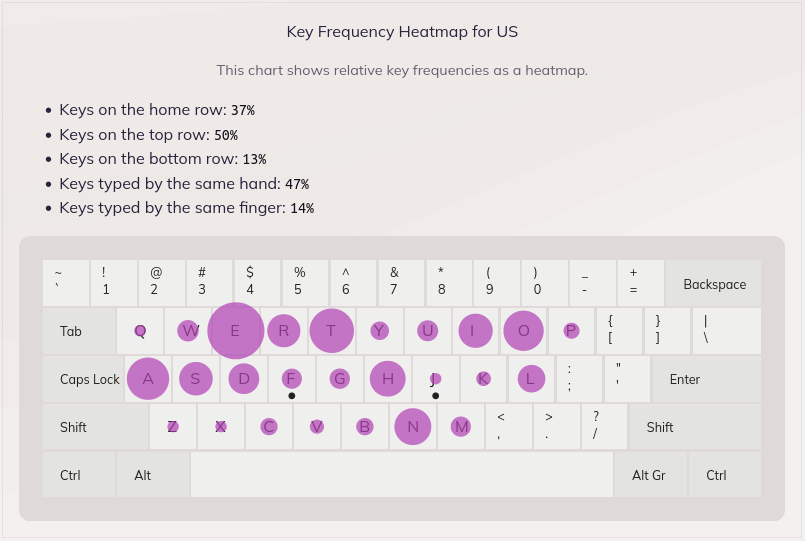 Key Frequency Heatmap for US
This chart shows relative key frequencies as a heatmap.
• Keys on the home row: 37%
• Keys on the top row: 50%
• Keys on the bottom row: 13%
• Keys typed by the same hand: 47%
• Keys typed by the same finger: 14%
~ ! @ # $ % ^ & * ( ) _ +
` 1 2 3 4 5 6 7 8 9 0 - = Backspace
Tab Q W E R T Y U I O P { } |
[ ] \
Caps Lock A S D F G H J K L : "
; ' Enter
Shift Z X C V B N M < > ? Shift
, . /
Ctrl Alt Alt Gr Ctrl